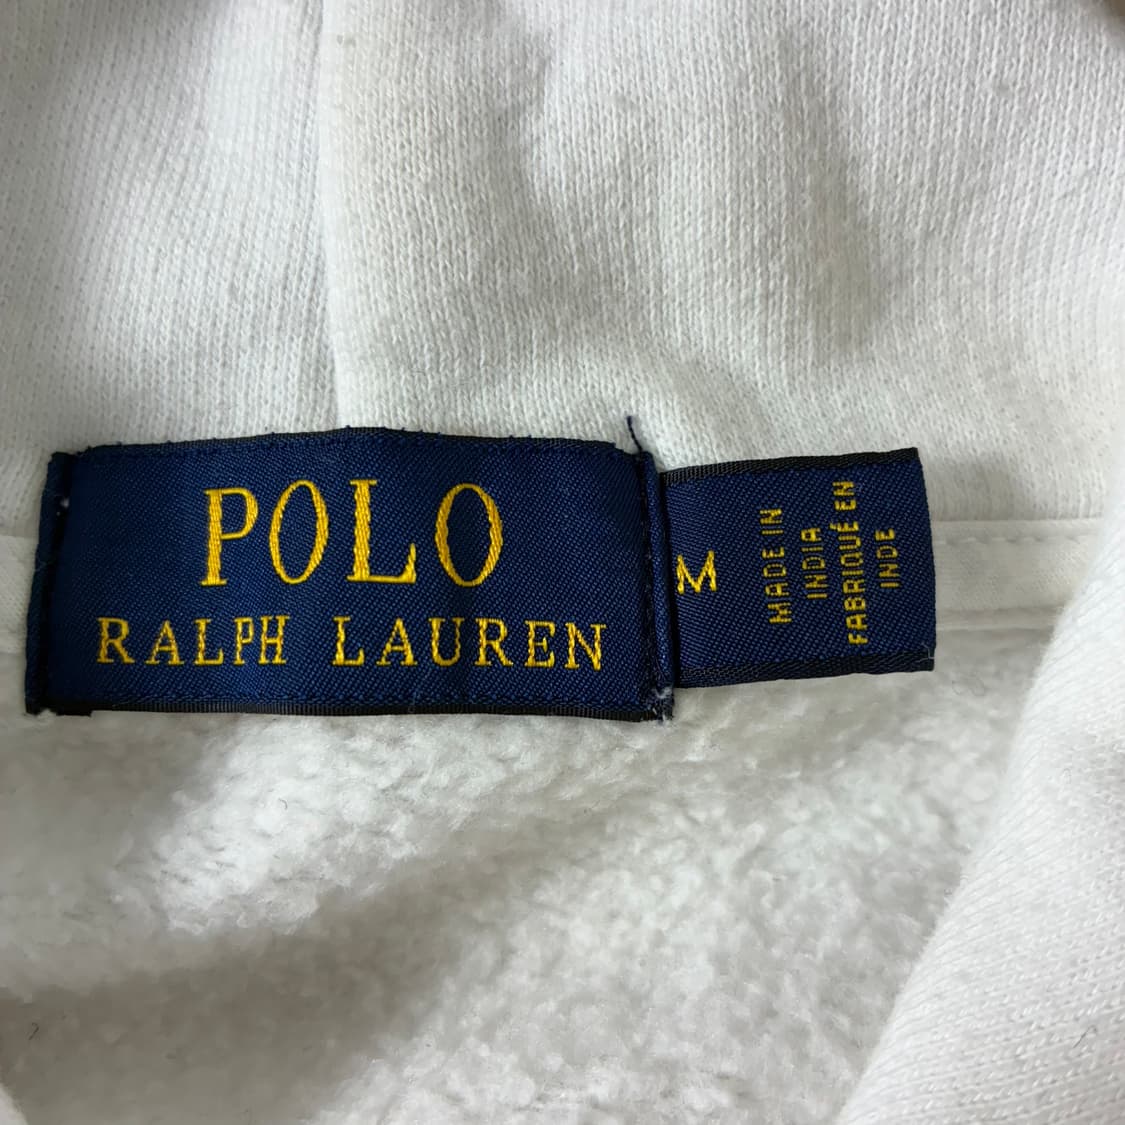 POLO
RALPH LAUREN
M
MADE IN
INDIA
FABRIQUÉ EN
INDE